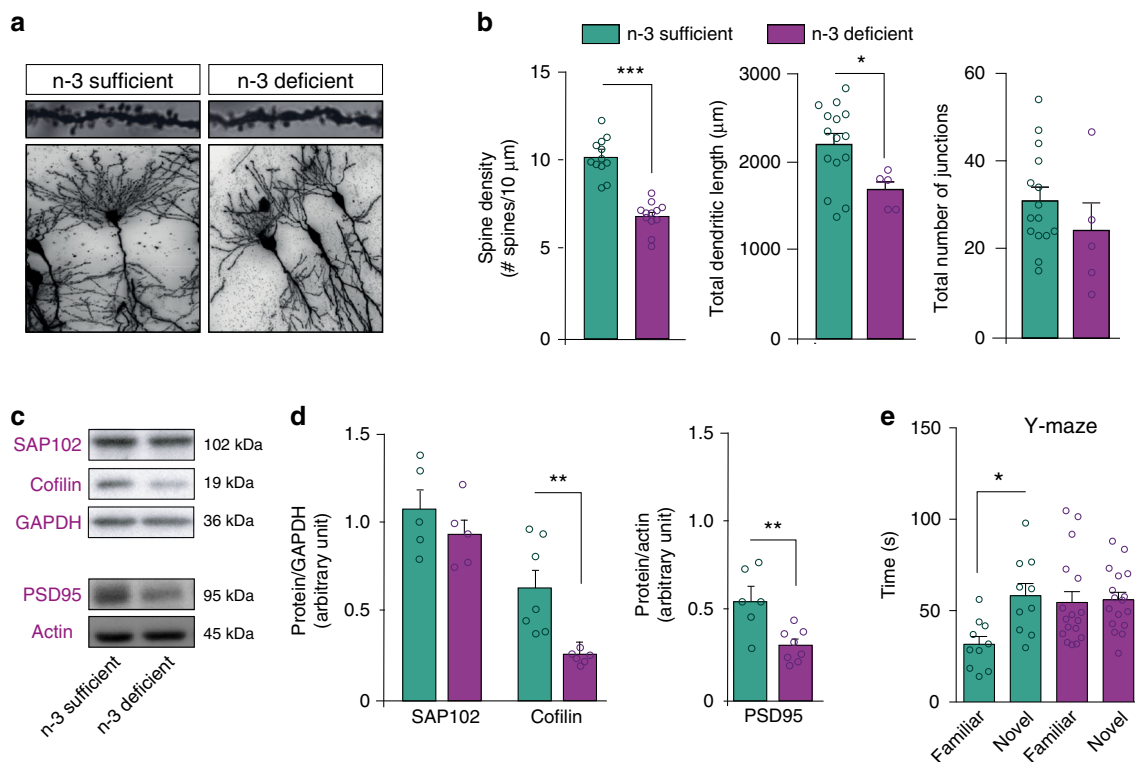 a
n-3 sufficient
n-3 deficient
b
n-3 sufficient
n-3 deficient
Spine density
(# spines/10 μm)
15
10
5
0
***
Total dendritic length (μm)
3000
2000
1000
0
*
Total number of junctions
60
40
20
0
c
SAP102
102 kDa
Cofilin
19 kDa
GAPDH
36 kDa
PSD95
95 kDa
Actin
45 kDa
n-3 sufficient
n-3 deficient
d
Protein/GAPDH
(arbitrary unit)
1.5
1.0
0.5
0
**
SAP102
Cofilin
Protein/actin
(arbitrary unit)
1.5
1.0
0.5
0
**
PSD95
e
Y-maze
Time (s)
150
100
50
0
*
Familiar
Novel
Familiar
Novel